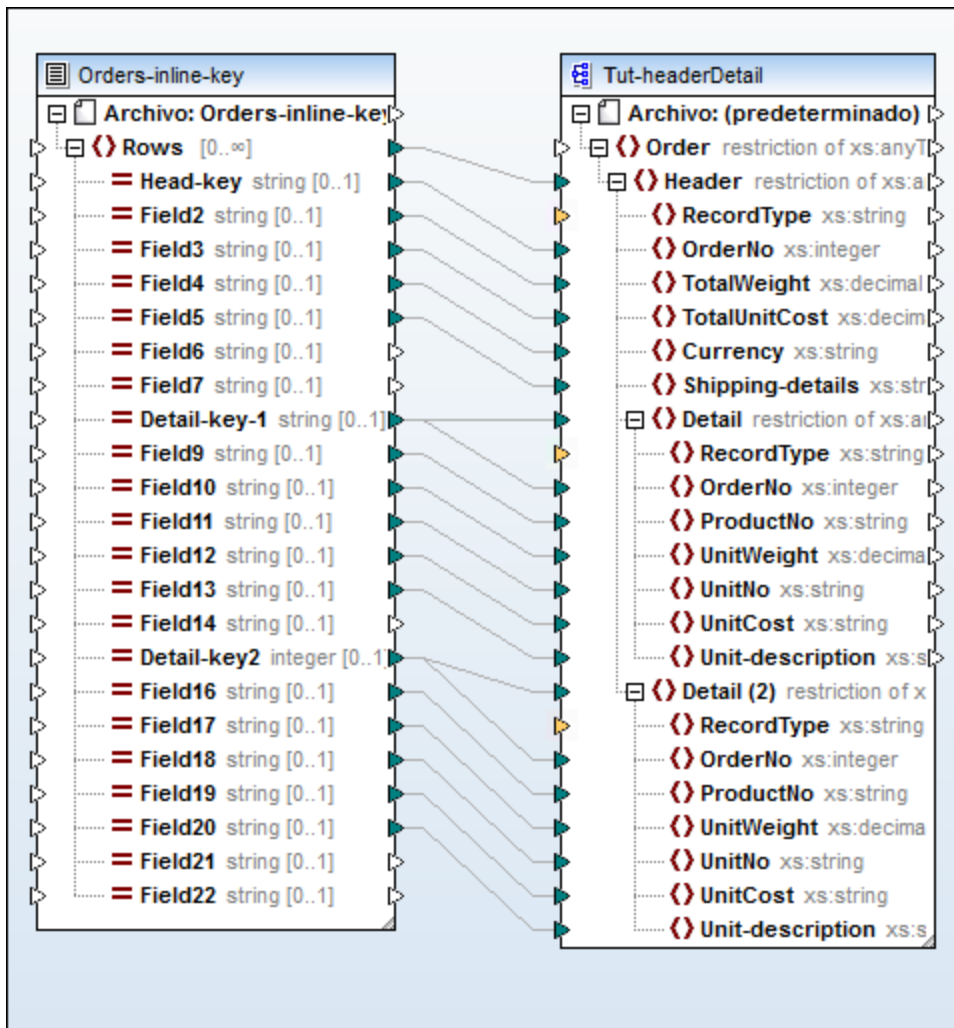 Orders-inline-key
Archivo: Orders-inline-key
Rows [0..∞]
Head-key string [0..1]
Field2 string [0..1]
Field3 string [0..1]
Field4 string [0..1]
Field5 string [0..1]
Field6 string [0..1]
Field7 string [0..1]
Detail-key-1 string [0..1]
Field9 string [0..1]
Field10 string [0..1]
Field11 string [0..1]
Field12 string [0..1]
Field13 string [0..1]
Field14 string [0..1]
Detail-key2 integer [0..1]
Field16 string [0..1]
Field17 string [0..1]
Field18 string [0..1]
Field19 string [0..1]
Field20 string [0..1]
Field21 string [0..1]
Field22 string [0..1]
Tut-headerDetail
Archivo: (predeterminado)
Order restriction of xs:anyT
Header restriction of xs:a
RecordType xs:string
OrderNo xs:integer
TotalWeight xs:decimal
TotalUnitCost xs:decim
Currency xs:string
Shipping-details xs:str
Detail restriction of xs:a
RecordType xs:string
OrderNo xs:integer
ProductNo xs:string
UnitWeight xs:decima
UnitNo xs:string
UnitCost xs:string
Unit-description xs:s
Detail (2) restriction of x
RecordType xs:string
OrderNo xs:integer
ProductNo xs:string
UnitWeight xs:decima
UnitNo xs:string
UnitCost xs:string
Unit-description xs:s